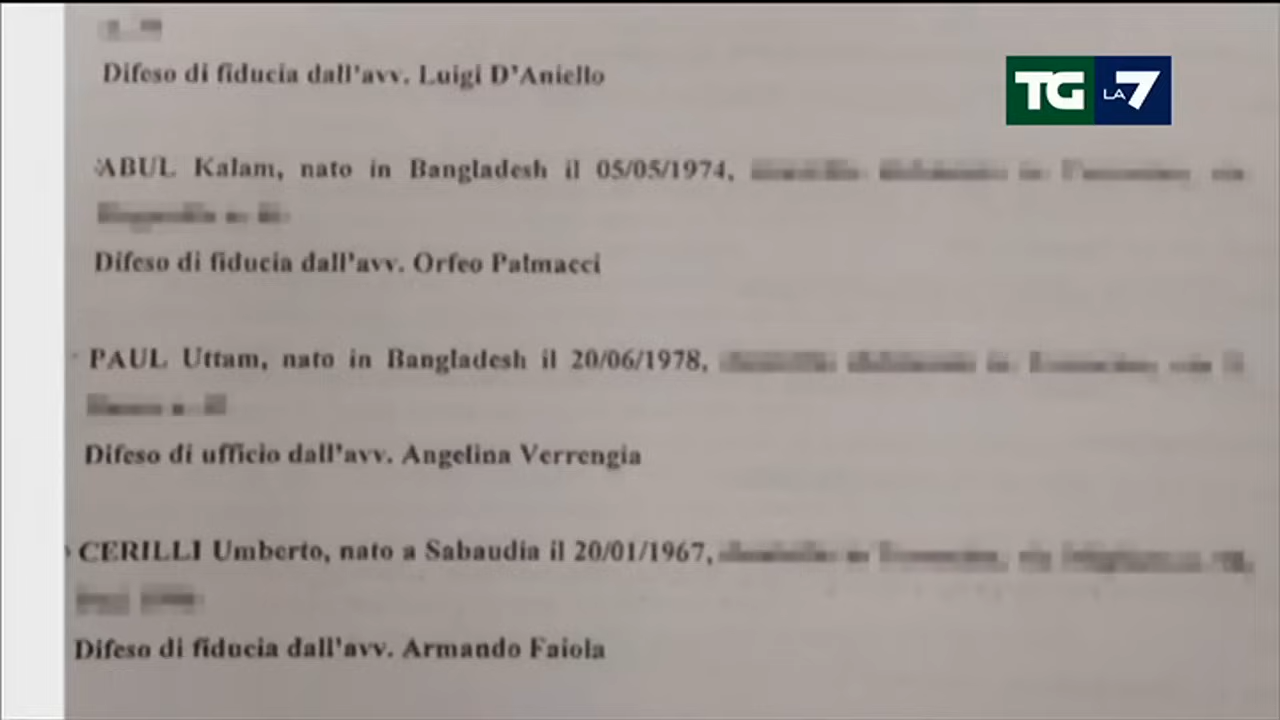 Difeso di fiducia dall'avv. Luigi D'Aniello
TG LA7
ABUL Kalam, nato in Bangladesh il 05/05/1974,
Difeso di fiducia dall'avv. Orfeo Palmacci
PAUL Uttam, nato in Bangladesh il 20/06/1978,
Difeso di ufficio dall'avv. Angelina Verrengia
CERILLI Umberto, nato a Sabaudia il 20/01/1967,
Difeso di fiducia dall'avv. Armando Faiola